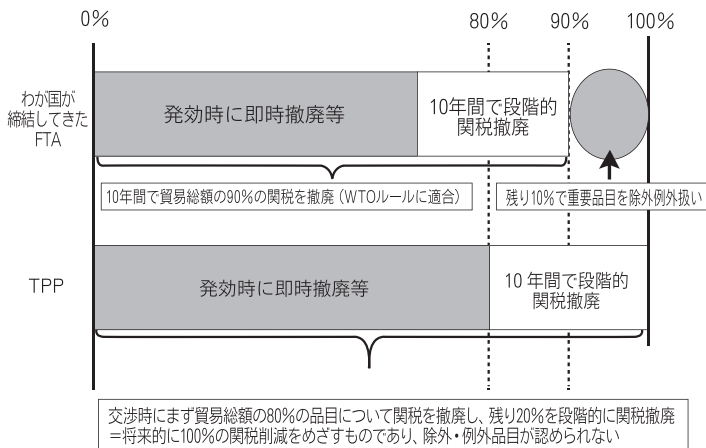 0%
80%
90%
100%
わが国が
締結してきた
FTA
発効時に即時撤廃等
10年間で段階的
関税撤廃
10年間で貿易総額の90%の関税を撤廃（WTOルールに適合）
残り10%で重要品目を除外例外扱い
TPP
発効時に即時撤廃等
10年間で段階的
関税撤廃
交渉時にまず貿易総額の80%の品目について関税を撤廃し、残り20%を段階的に関税撤廃
＝将来的に100%の関税削減をめざすものであり、除外・例外品目が認められない